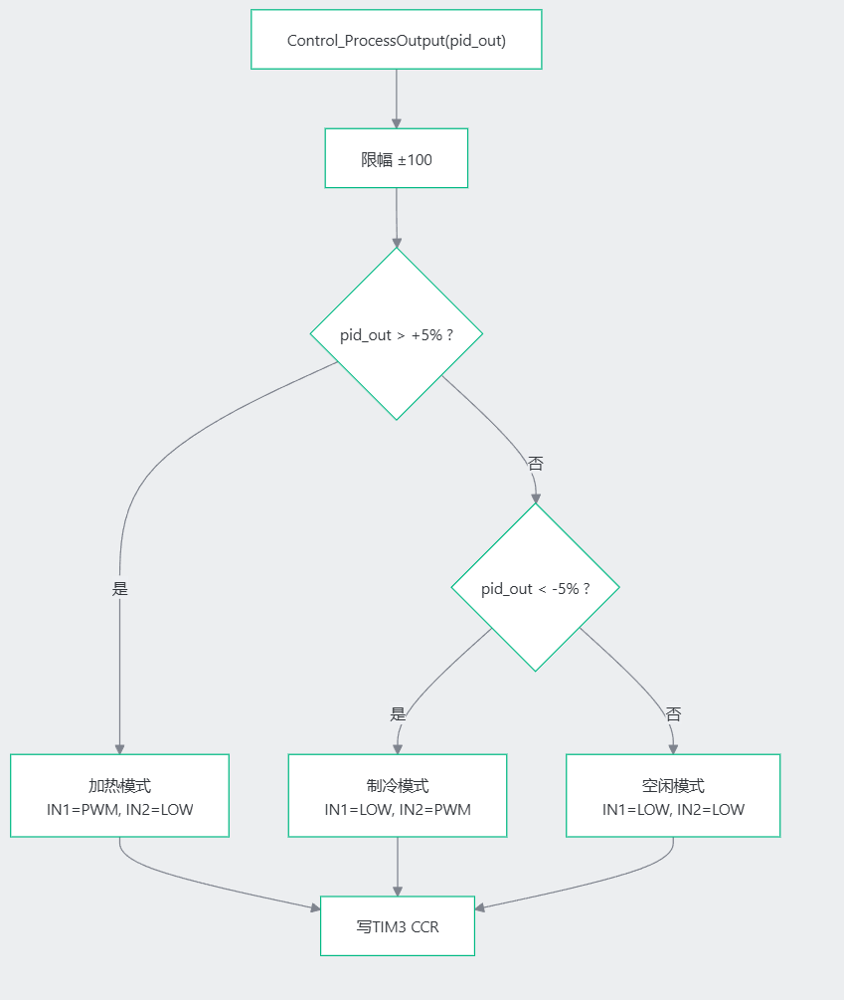 Control_ProcessOutput(pid_out)
限幅 ±100
pid_out > +5% ?
否
pid_out < -5% ?
是
是
否
加热模式
IN1=PWM, IN2=LOW
制冷模式
IN1=LOW, IN2=PWM
空闲模式
IN1=LOW, IN2=LOW
写TIM3 CCR